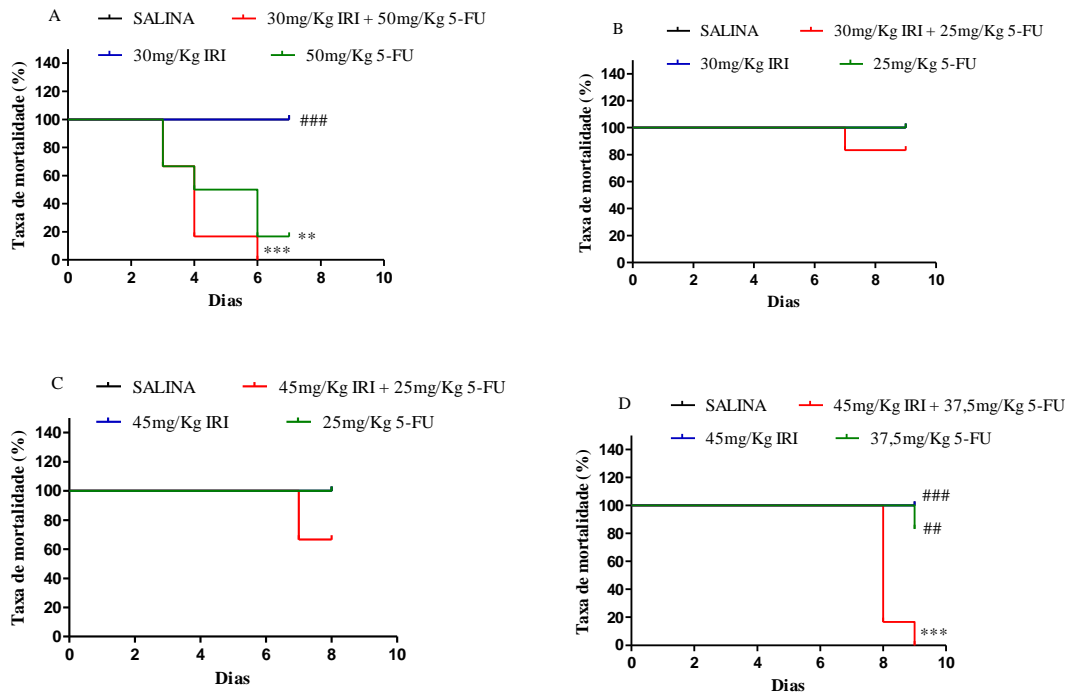 A
SALINA 30mg/Kg IRI + 50mg/Kg 5-FU
30mg/Kg IRI 50mg/Kg 5-FU
Taxa de mortalidade (%)
140
120
100
80
60
40
20
0
###
**
***
0 2 4 6 8 10
Dias
B
SALINA 30mg/Kg IRI + 25mg/Kg 5-FU
30mg/Kg IRI 25mg/Kg 5-FU
Taxa de mortalidade (%)
140
120
100
80
60
40
20
0
0 2 4 6 8 10
Dias
C
SALINA 45mg/Kg IRI + 25mg/Kg 5-FU
45mg/Kg IRI 25mg/Kg 5-FU
Taxa de mortalidade (%)
140
120
100
80
60
40
20
0
0 2 4 6 8 10
Dias
D
SALINA 45mg/Kg IRI + 37,5mg/Kg 5-FU
45mg/Kg IRI 37,5mg/Kg 5-FU
Taxa de mortalidade (%)
140
120
100
80
60
40
20
0
###
##
***
0 2 4 6 8 10
Dias